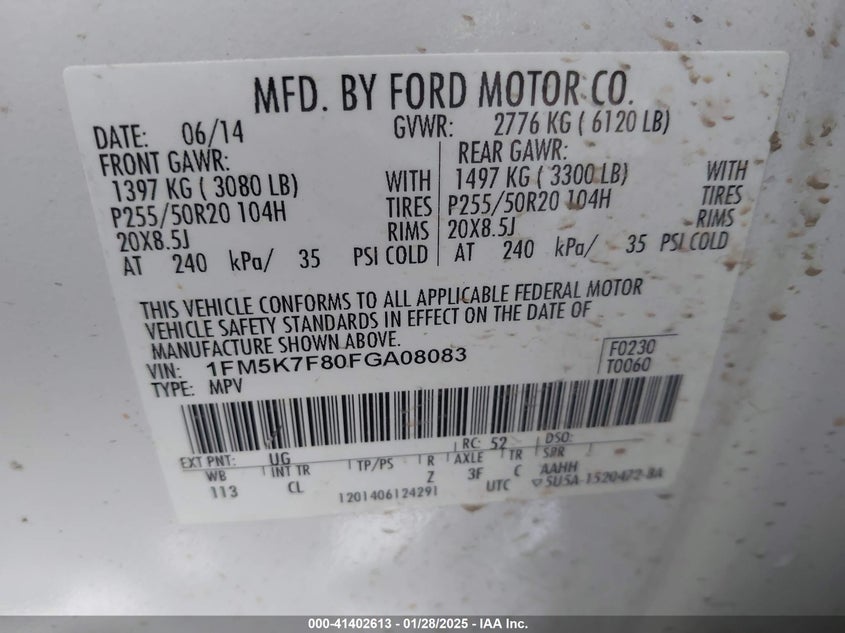 MFD. BY FORD MOTOR CO.
DATE: 06/14 GVWR: 2776 KG ( 6120 LB)
FRONT GAWR: REAR GAWR:
1397 KG ( 3080 LB) WITH 1497 KG ( 3300 LB) WITH
P255/50R20 104H TIRES P255/50R20 104H TIRES
20X8.5J RIMS 20X8.5J RIMS
AT 240 kPa/ 35 PSI COLD AT 240 kPa/ 35 PSI COLD
THIS VEHICLE CONFORMS TO ALL APPLICABLE FEDERAL MOTOR
VEHICLE SAFETY STANDARDS IN EFFECT ON THE DATE OF
MANUFACTURE SHOWN ABOVE.
VIN: 1FM5K7F80FGA08083 F0230
TYPE: MPV T0060
EXT PNT: UG RC: 52 DSO:
WB INT TR TP/PS R AXLE TR SPR
113 CL Z 3F C AAHH
1201406124291 UTC ▽5U5A-1520472-BA
000-41402613 - 01/28/2025 - IAA Inc.